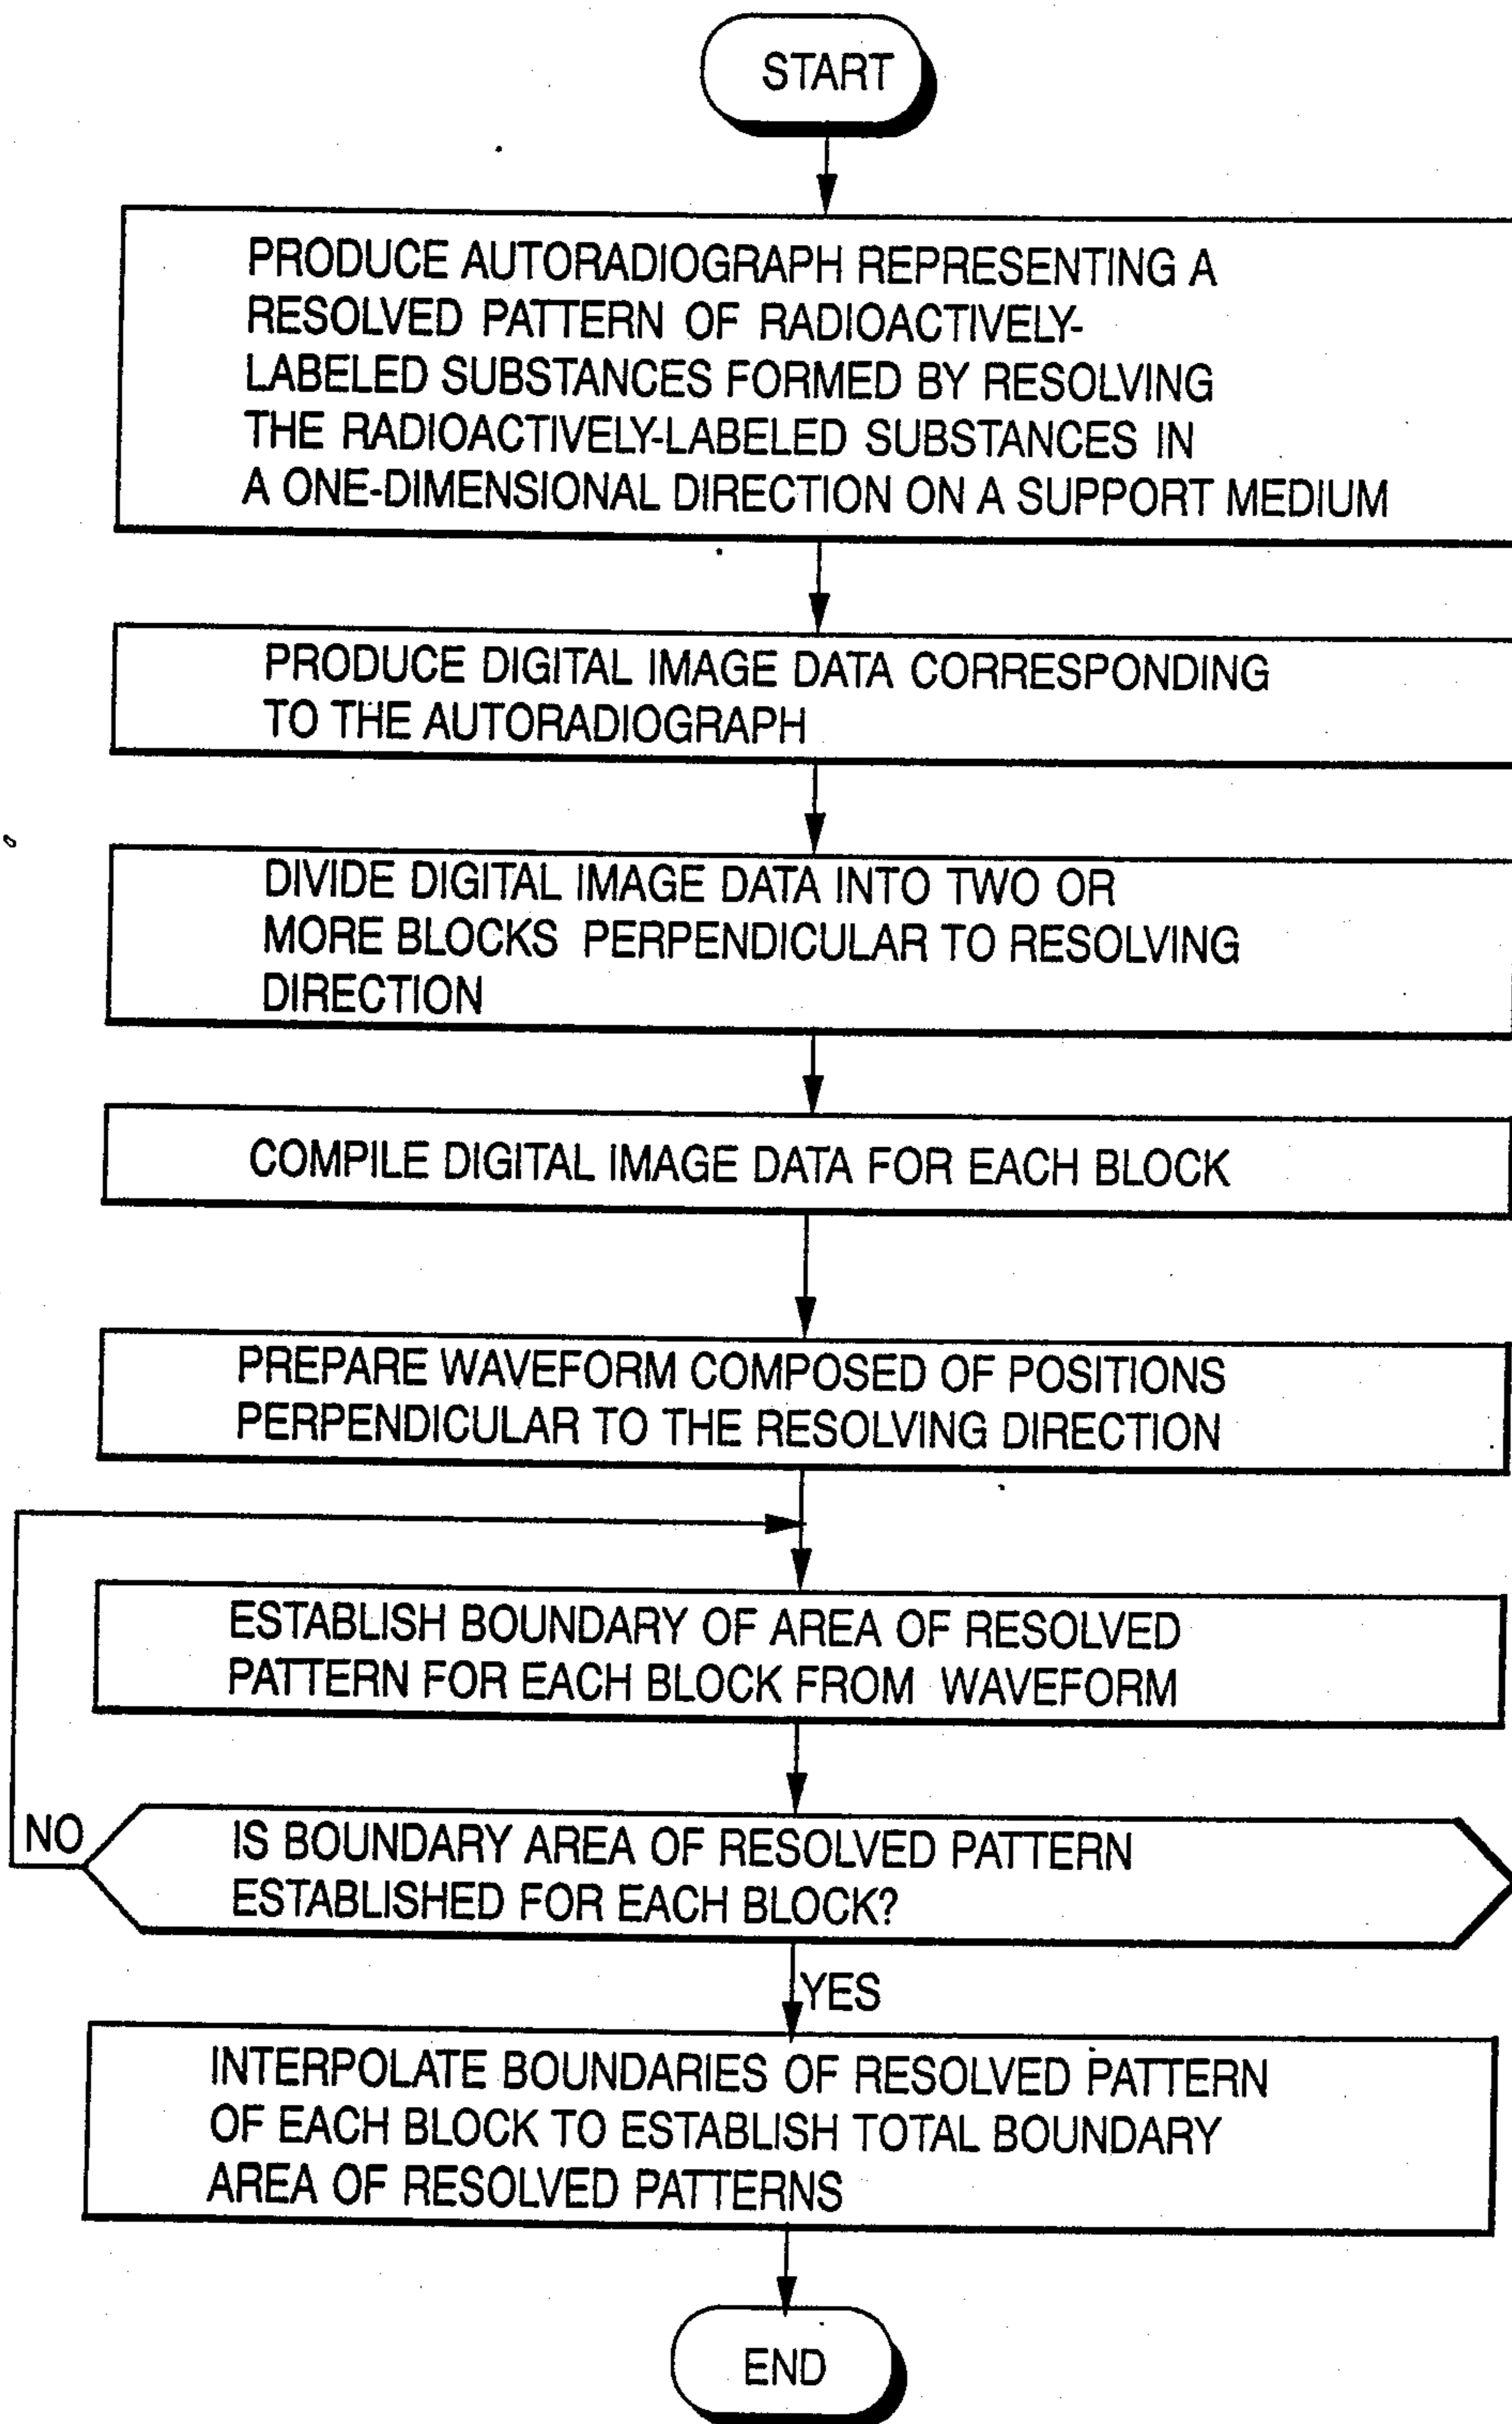 START
PRODUCE AUTORADIOGRAPH REPRESENTING A
RESOLVED PATTERN OF RADIOACTIVELY-
LABELED SUBSTANCES FORMED BY RESOLVING
THE RADIOACTIVELY-LABELED SUBSTANCES IN
A ONE-DIMENSIONAL DIRECTION ON A SUPPORT MEDIUM
PRODUCE DIGITAL IMAGE DATA CORRESPONDING
TO THE AUTORADIOGRAPH
DIVIDE DIGITAL IMAGE DATA INTO TWO OR
MORE BLOCKS PERPENDICULAR TO RESOLVING
DIRECTION
COMPILE DIGITAL IMAGE DATA FOR EACH BLOCK
PREPARE WAVEFORM COMPOSED OF POSITIONS
PERPENDICULAR TO THE RESOLVING DIRECTION
ESTABLISH BOUNDARY OF AREA OF RESOLVED
PATTERN FOR EACH BLOCK FROM WAVEFORM
NO
IS BOUNDARY AREA OF RESOLVED PATTERN
ESTABLISHED FOR EACH BLOCK?
YES
INTERPOLATE BOUNDARIES OF RESOLVED PATTERN
OF EACH BLOCK TO ESTABLISH TOTAL BOUNDARY
AREA OF RESOLVED PATTERNS
END